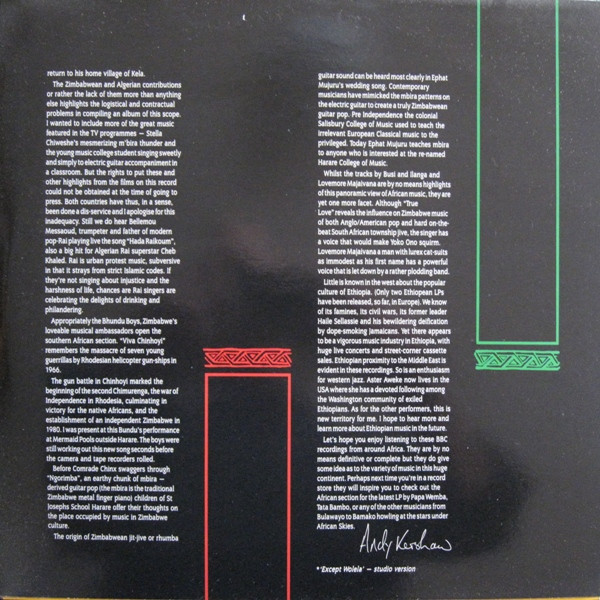 return to his home village of Kela.
The Zimbabwean and Algerian contributions
or rather the lack of them more than anything
else highlights the logistical and contractual
problems in compiling an album of this scope.
I wanted to include more of the great music
featured in the TV programmes — Stella
Chiweshe's mesmerizing m'bira thunder and
the young music college student singing sweetly
and simply to electric guitar accompaniment in
a classroom. But the rights to put these and
other highlights from the films on this record
could not be obtained at the time of going to
press. Both countries have thus, in a sense,
been done a dis-service and I apologise for this
inadequacy. Still we do hear Bellemou
Messaoud, trumpeter and father of modern
pop-Rai playing live the song "Hada Raikoum",
also a big hit for Algerian Rai superstar Cheb
Khaled. Rai is urban protest music, subversive
in that it strays from strict Islamic codes. If
they're not singing about injustice and the
harshness of life, chances are Rai singers are
celebrating the delights of drinking and
philandering.
Appropriately the Bhundu Boys, Zimbabwe's
loveable musical ambassadors open the
southern African section. "Viva Chinhoyi"
remembers the massacre of seven young
guerrillas by Rhodesian helicopter gun-ships in
1966.
The gun battle in Chinhoyi marked the
beginning of the second Chimurenga, the war of
Independence in Rhodesia, culminating in
victory for the native Africans, and the
establishment of an independent Zimbabwe in
1980. I was present at this Bundu's performance
at Mermaid Pools outside Harare. The boys were
still working out this new song seconds before
the camera and tape recorders rolled.
Before Comrade Chinx swaggers through
"Ngorimba", an earthy chunk of mbira —
derived guitar pop (the mbira is the traditional
Zimbabwe metal finger piano) children of St
Josephs School Harare offer their thoughts on
the place occupied by music in Zimbabwe
culture.
The origin of Zimbabwean jit-jive or rhumba
guitar sound can be heard most clearly in Ephat
Mujuru's wedding song. Contemporary
musicians have mimicked the mbira patterns on
the electric guitar to create a truly Zimbabwean
guitar pop. Pre Independence the colonial
Salisbury College of Music used to teach the
irrelevant European Classical music to the
privileged. Today Ephat Mujuru teaches mbira
to anyone who is interested at the re-named
Harare College of Music.
Whilst the tracks by Busi and Ilanga and
Lovemore Majaivana are by no means highlights
of this panoramic view of African music, they are
yet one more facet. Although "True
Love" reveals the influence on Zimbabwe music
of both Anglo/American pop and hard on-the-
beat South African township jive, the singer has
a voice that would make Yoko Ono squirm.
Lovemore Majaivana a man with lurex cat-suits
as immodest as his first name has a powerful
voice that is let down by a rather plodding band.
Little is known in the west about the popular
culture of Ethiopia. (Only two Ethiopean LPs
have been released, so far, in Europe). We know
of its famines, its civil wars, its former leader
Haile Sellassie and his bewildering deification
by dope-smoking Jamaicans. Yet there appears
to be a vigorous music industry in Ethiopia, with
huge live concerts and street-corner cassette
sales. Ethiopian proximity to the Middle East is
evident in these recordings. So is an enthusiasm
for western jazz. Aster Aweke now lives in the
USA where she has a devoted following among
the Washington community of exiled
Ethiopians. As for the other performers, this is
new territory for me. I hope to hear more and
learn more about Ethiopian music in the future.
Let's hope you enjoy listening to these BBC
recordings from around Africa. They are by no
means definitive or complete but they do give
some idea as to the variety of music in this huge
continent. Perhaps next time you're in a record
store they will inspire you to check out the
African section for the latest LP by Papa Wemba,
Tata Bambo, or any of the other musicians from
Bulawayo to Bamako howling at the stars under
African Skies.
Andy Kershaw
*'Except Wolela' — studio version